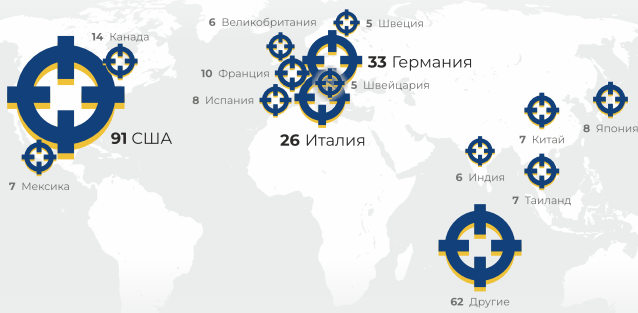 6 Великобритания
5 Швеция
14 Канада
33 Германия
10 Франция
5 Швейцария
8 Испания
91 США
26 Италия
7 Китай
8 Япония
7 Мексика
6 Индия
7 Таиланд
62 Другие